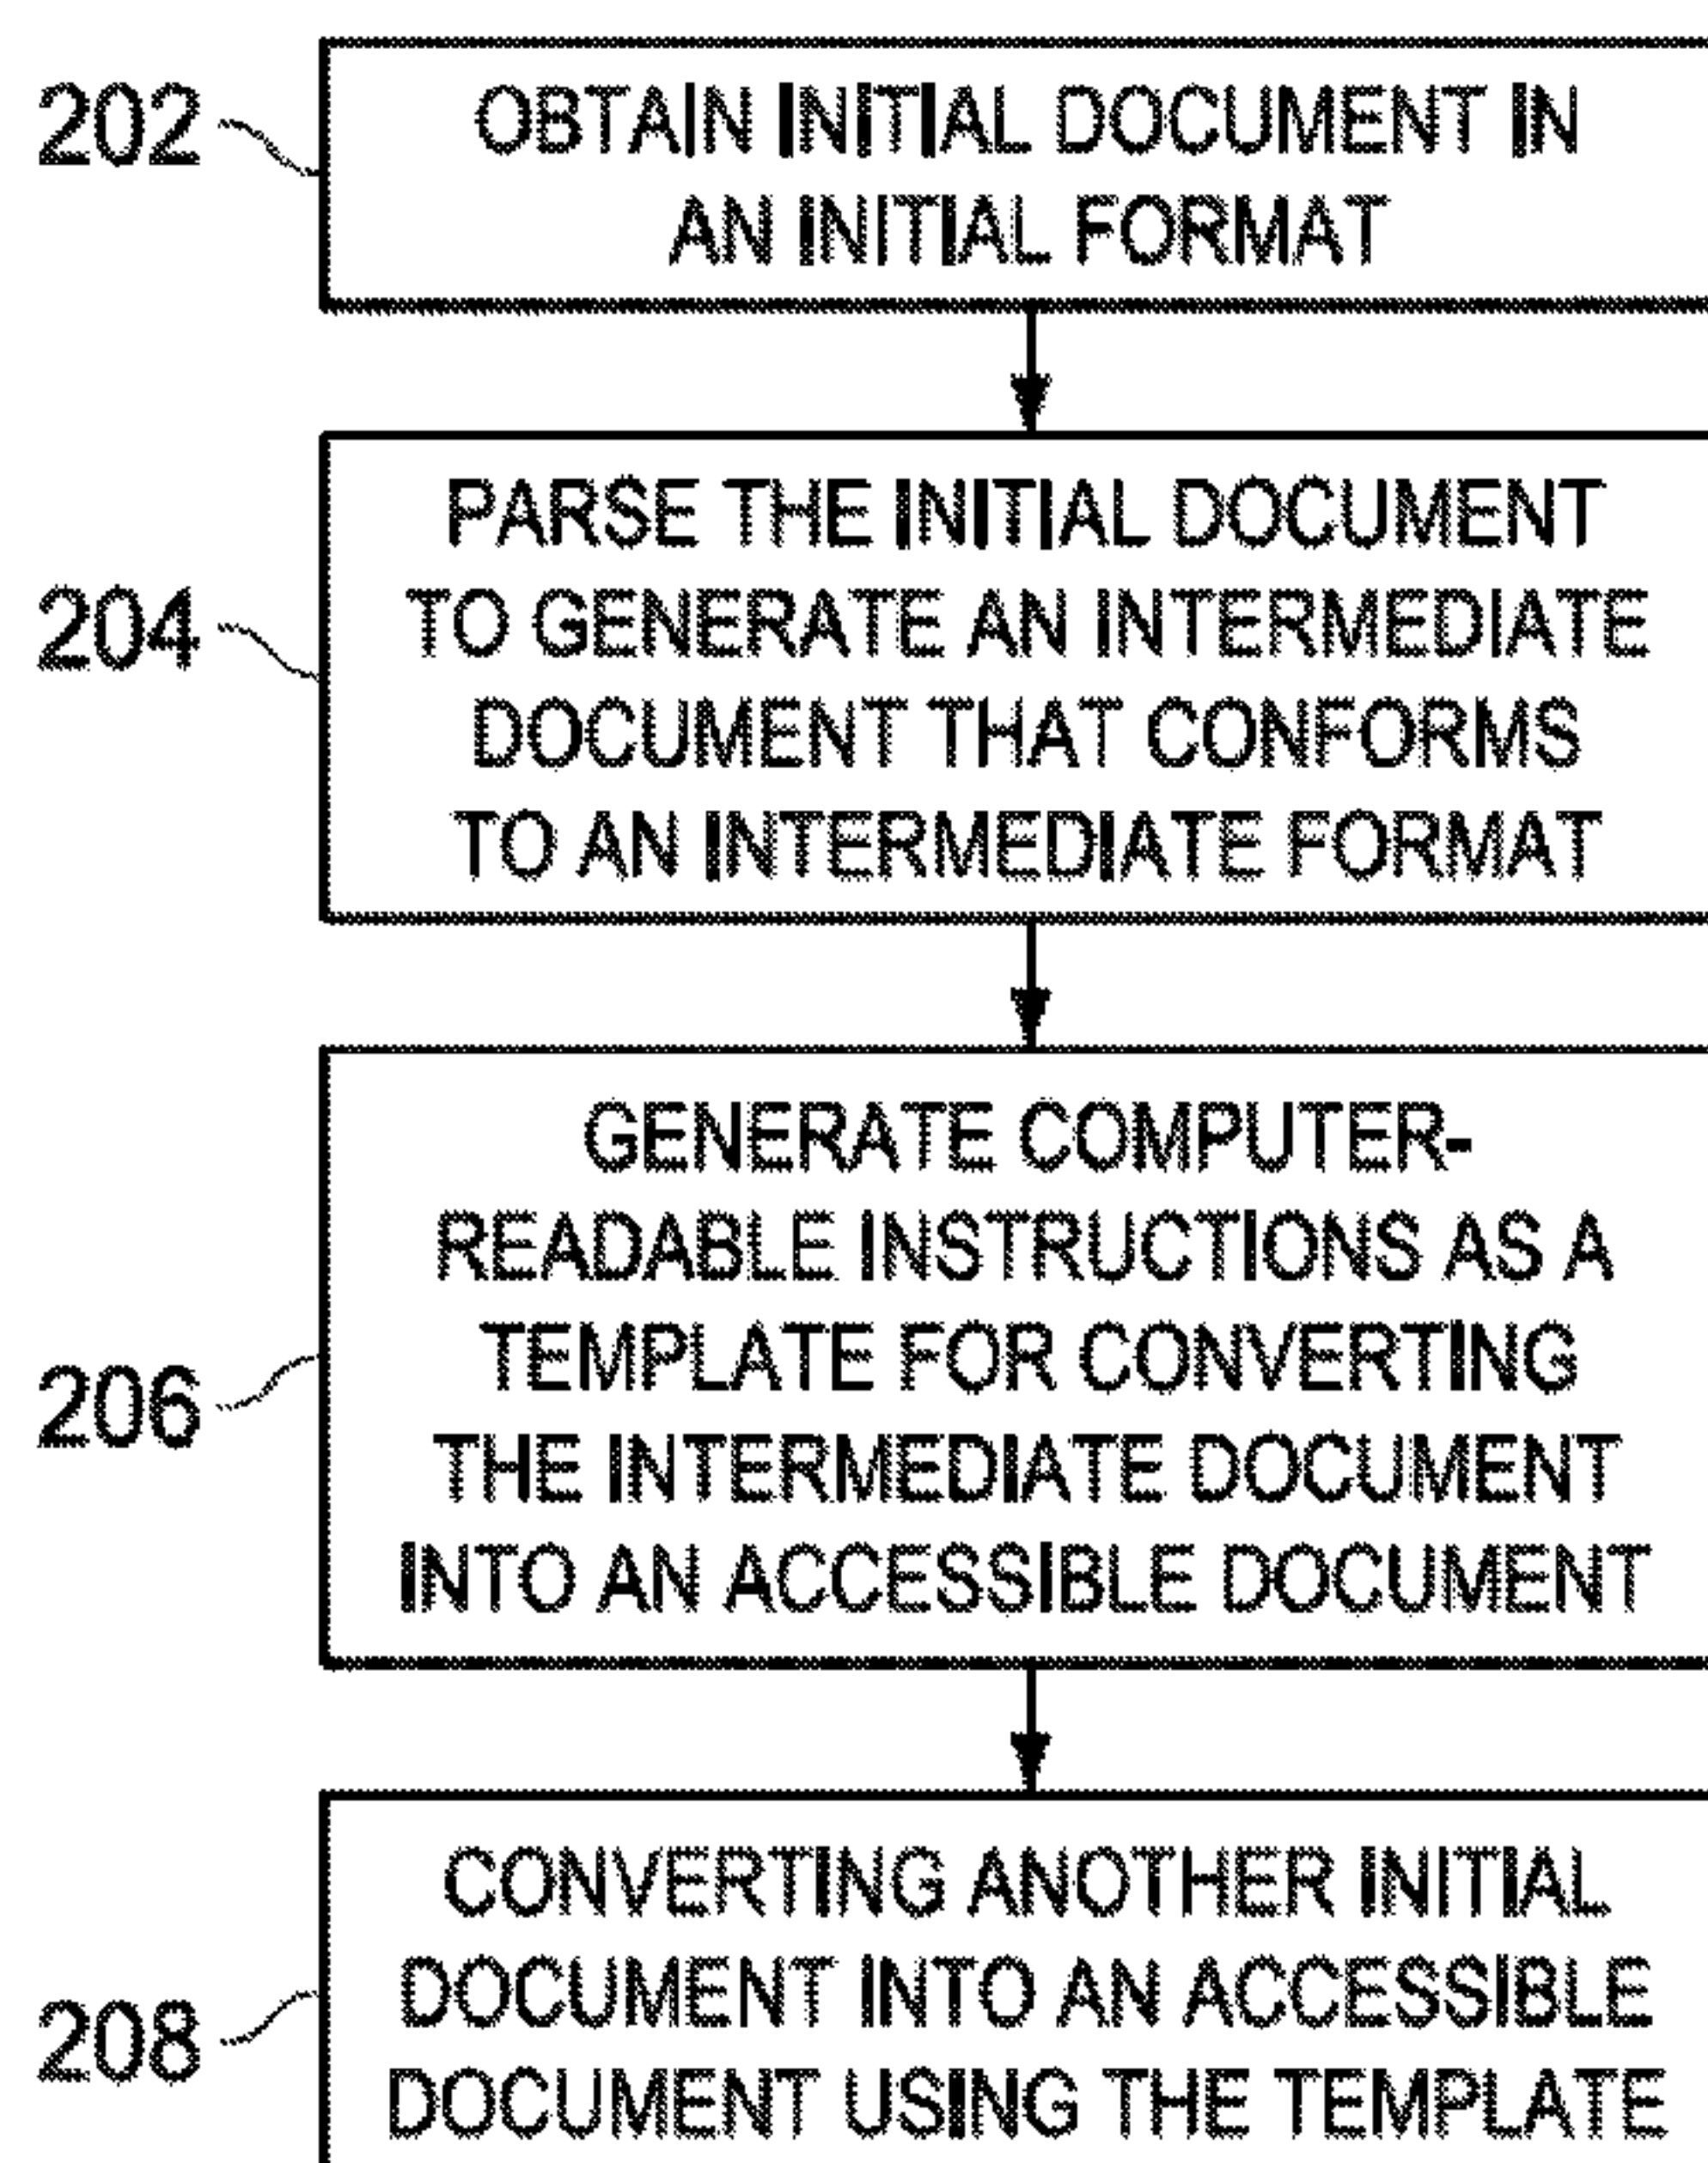 202
OBTAIN INITIAL DOCUMENT IN
AN INITIAL FORMAT
204
PARSE THE INITIAL DOCUMENT
TO GENERATE AN INTERMEDIATE
DOCUMENT THAT CONFORMS
TO AN INTERMEDIATE FORMAT
206
GENERATE COMPUTER-
READABLE INSTRUCTIONS AS A
TEMPLATE FOR CONVERTING
THE INTERMEDIATE DOCUMENT
INTO AN ACCESSIBLE DOCUMENT
208
CONVERTING ANOTHER INITIAL
DOCUMENT INTO AN ACCESSIBLE
DOCUMENT USING THE TEMPLATE